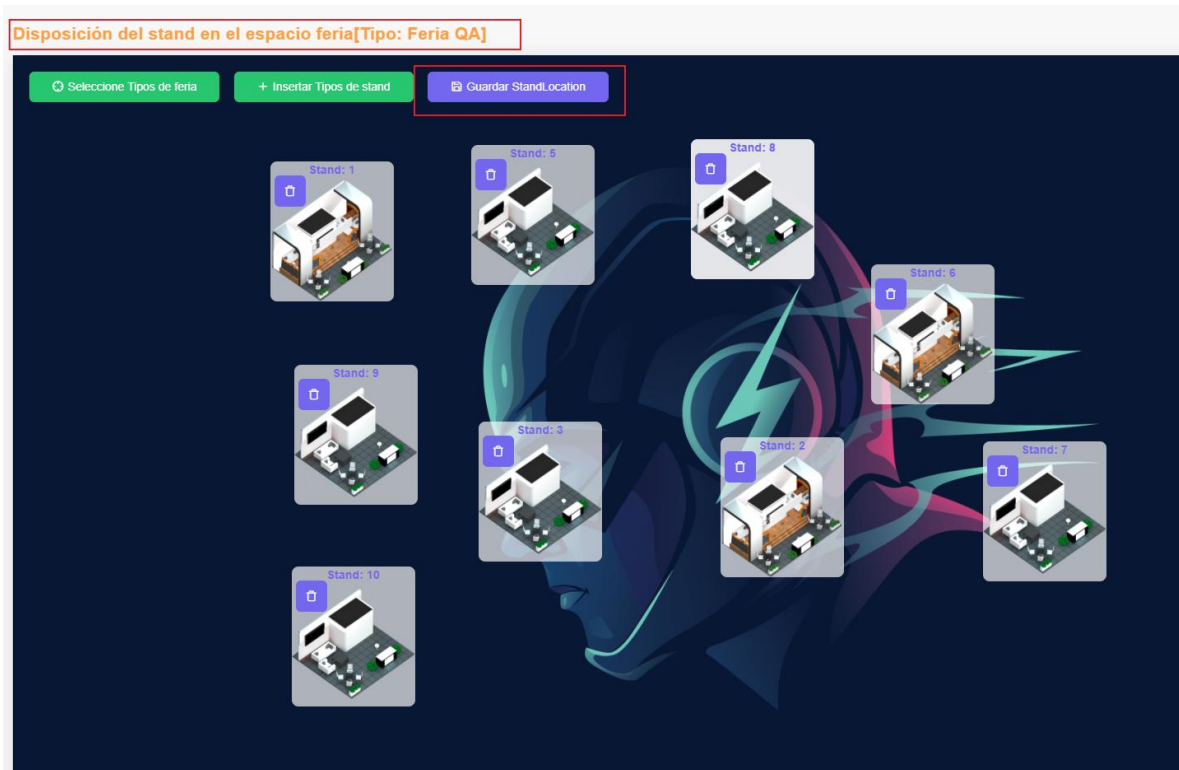 Disposición del stand en el espacio feria[Tipo: Feria QA]
Seleccione Tipos de feria
+ Insertar Tipos de stand
Guardar StandLocation
Stand: 1
Stand: 5
Stand: 8
Stand: 6
Stand: 9
Stand: 3
Stand: 2
Stand: 7
Stand: 10